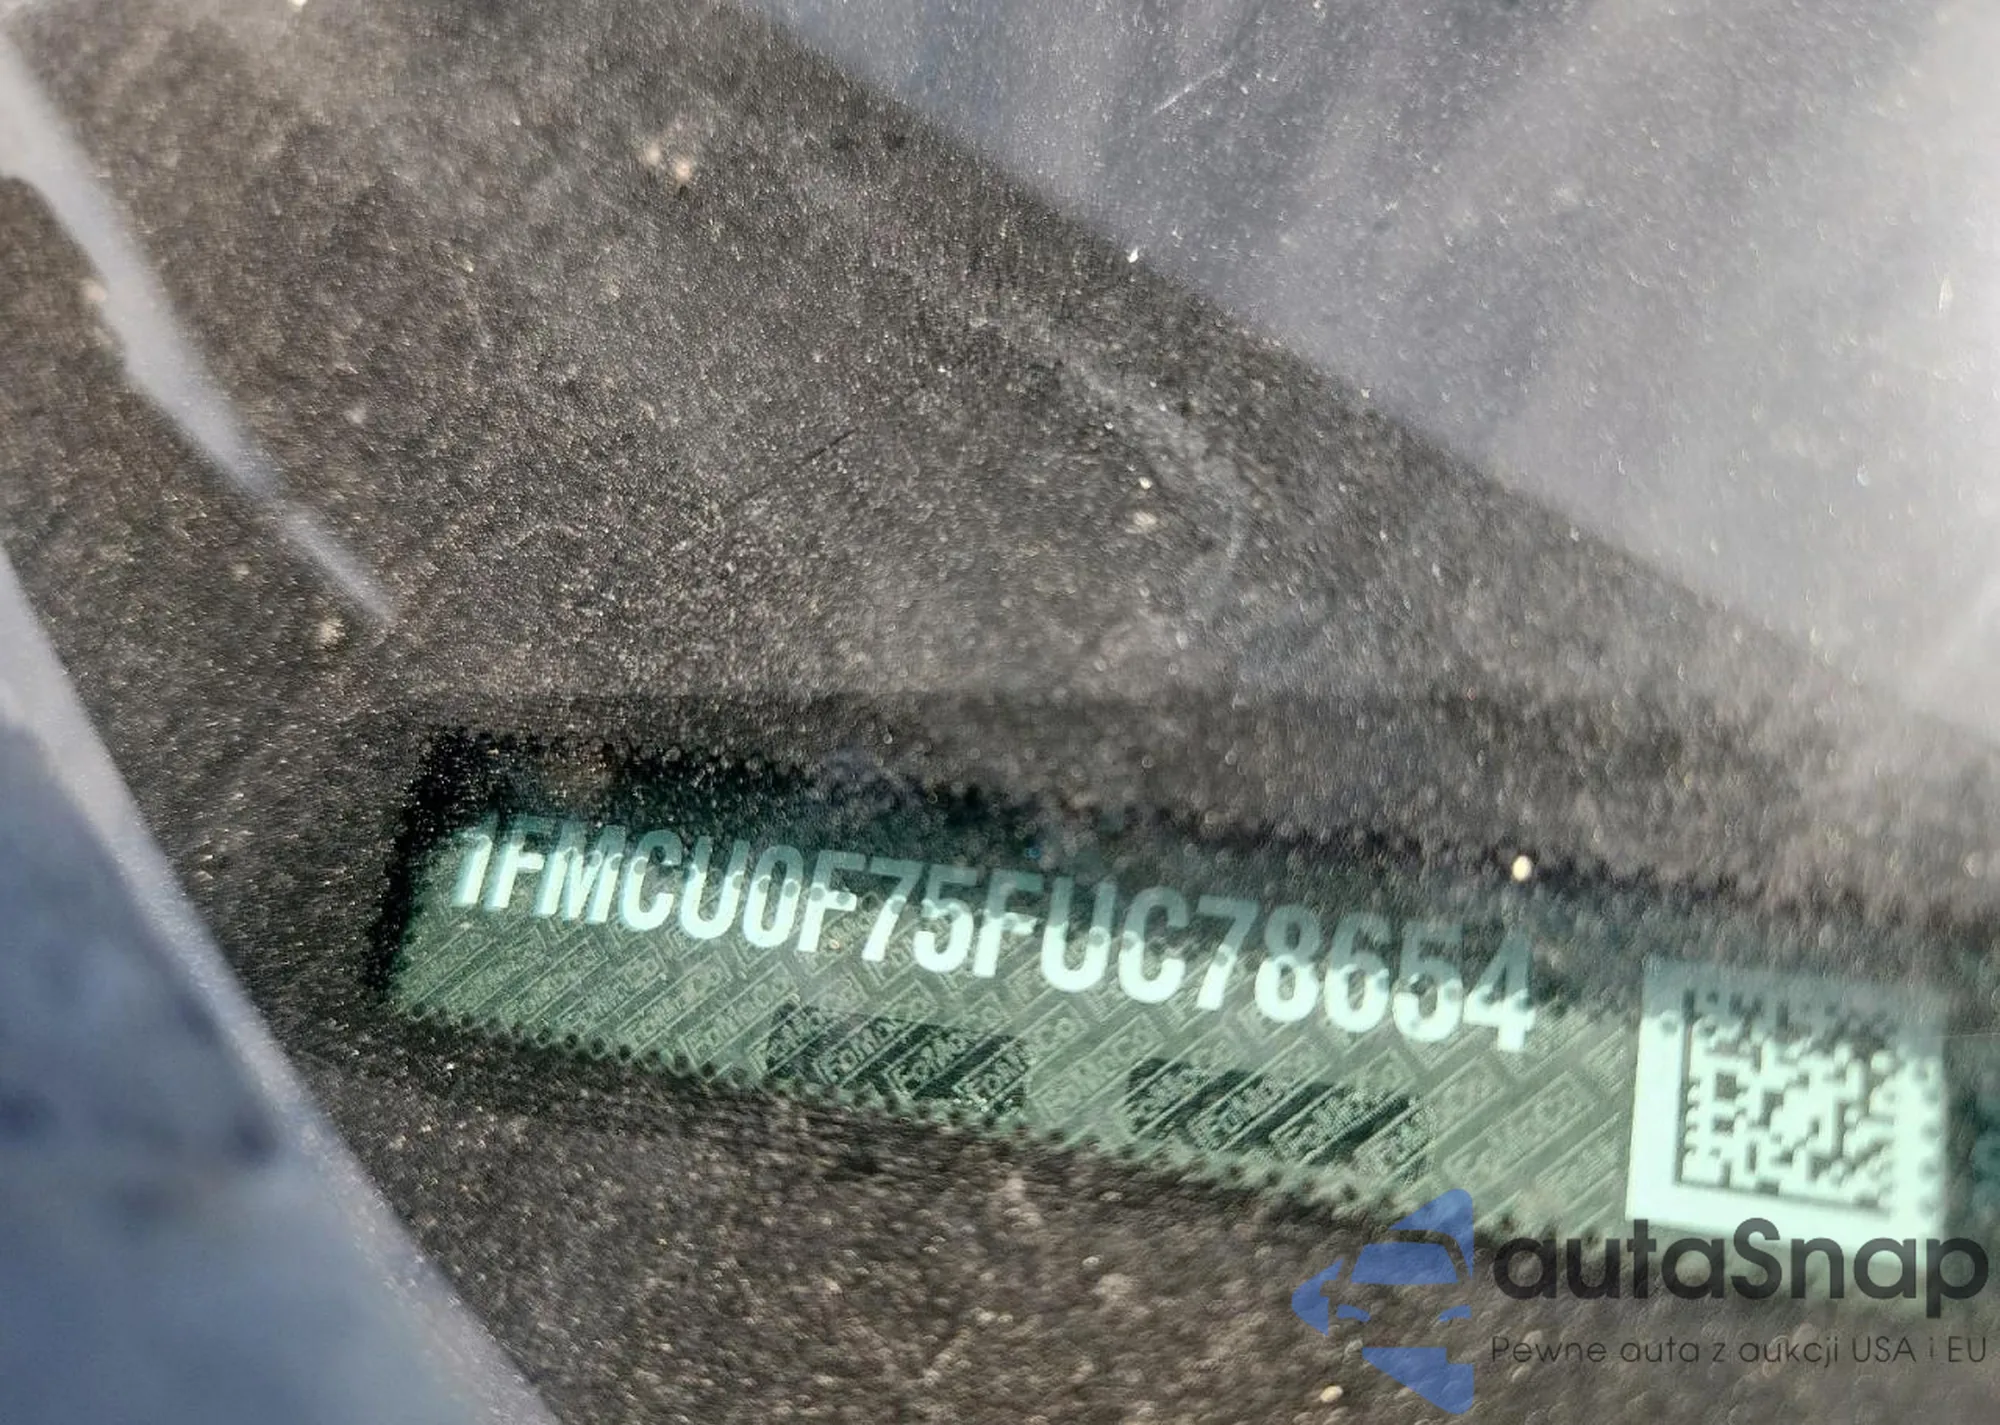 1FMCU0F75FUC78654
autaSnap
Pewne auta z aukcji USA i EU